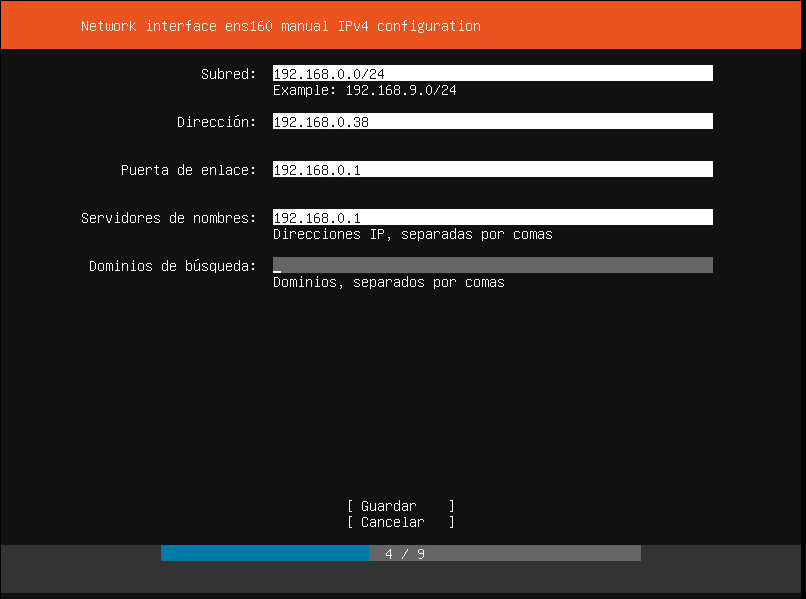 Network interface ens160 manual IPv4 configuration
Subred: 192.168.0.0/24
Example: 192.168.9.0/24
Dirección: 192.168.0.38
Puerta de enlace: 192.168.0.1
Servidores de nombres: 192.168.0.1
Direcciones IP, separadas por comas
Dominios de búsqueda: _
Dominios, separados por comas
[ Guardar ]
[ Cancelar ]
4 / 9